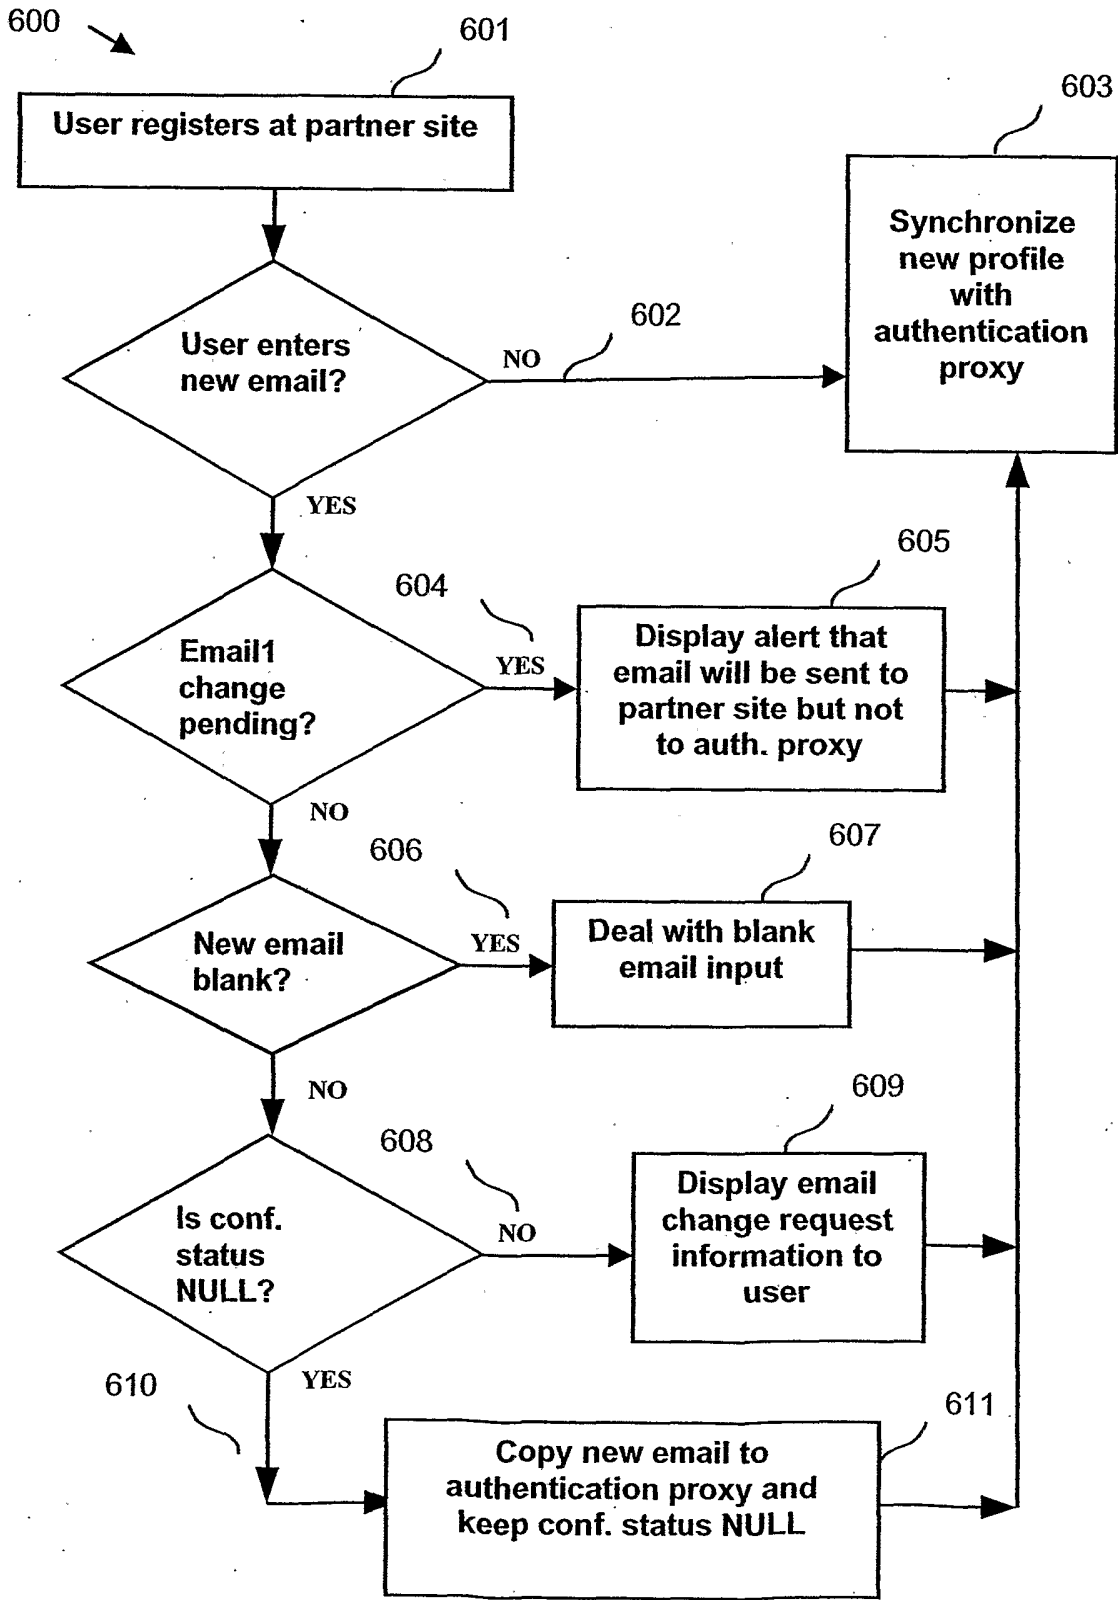 600
601
User registers at partner site
603
Synchronize
new profile
with
authentication
proxy
User enters
new email?
NO
602
YES
Email1
change
pending?
604
YES
605
Display alert that
email will be sent to
partner site but not
to auth. proxy
NO
New email
blank?
606
YES
607
Deal with blank
email input
NO
Is conf.
status
NULL?
608
NO
609
Display email
change request
information to
user
YES
610
611
Copy new email to
authentication proxy and
keep conf. status NULL